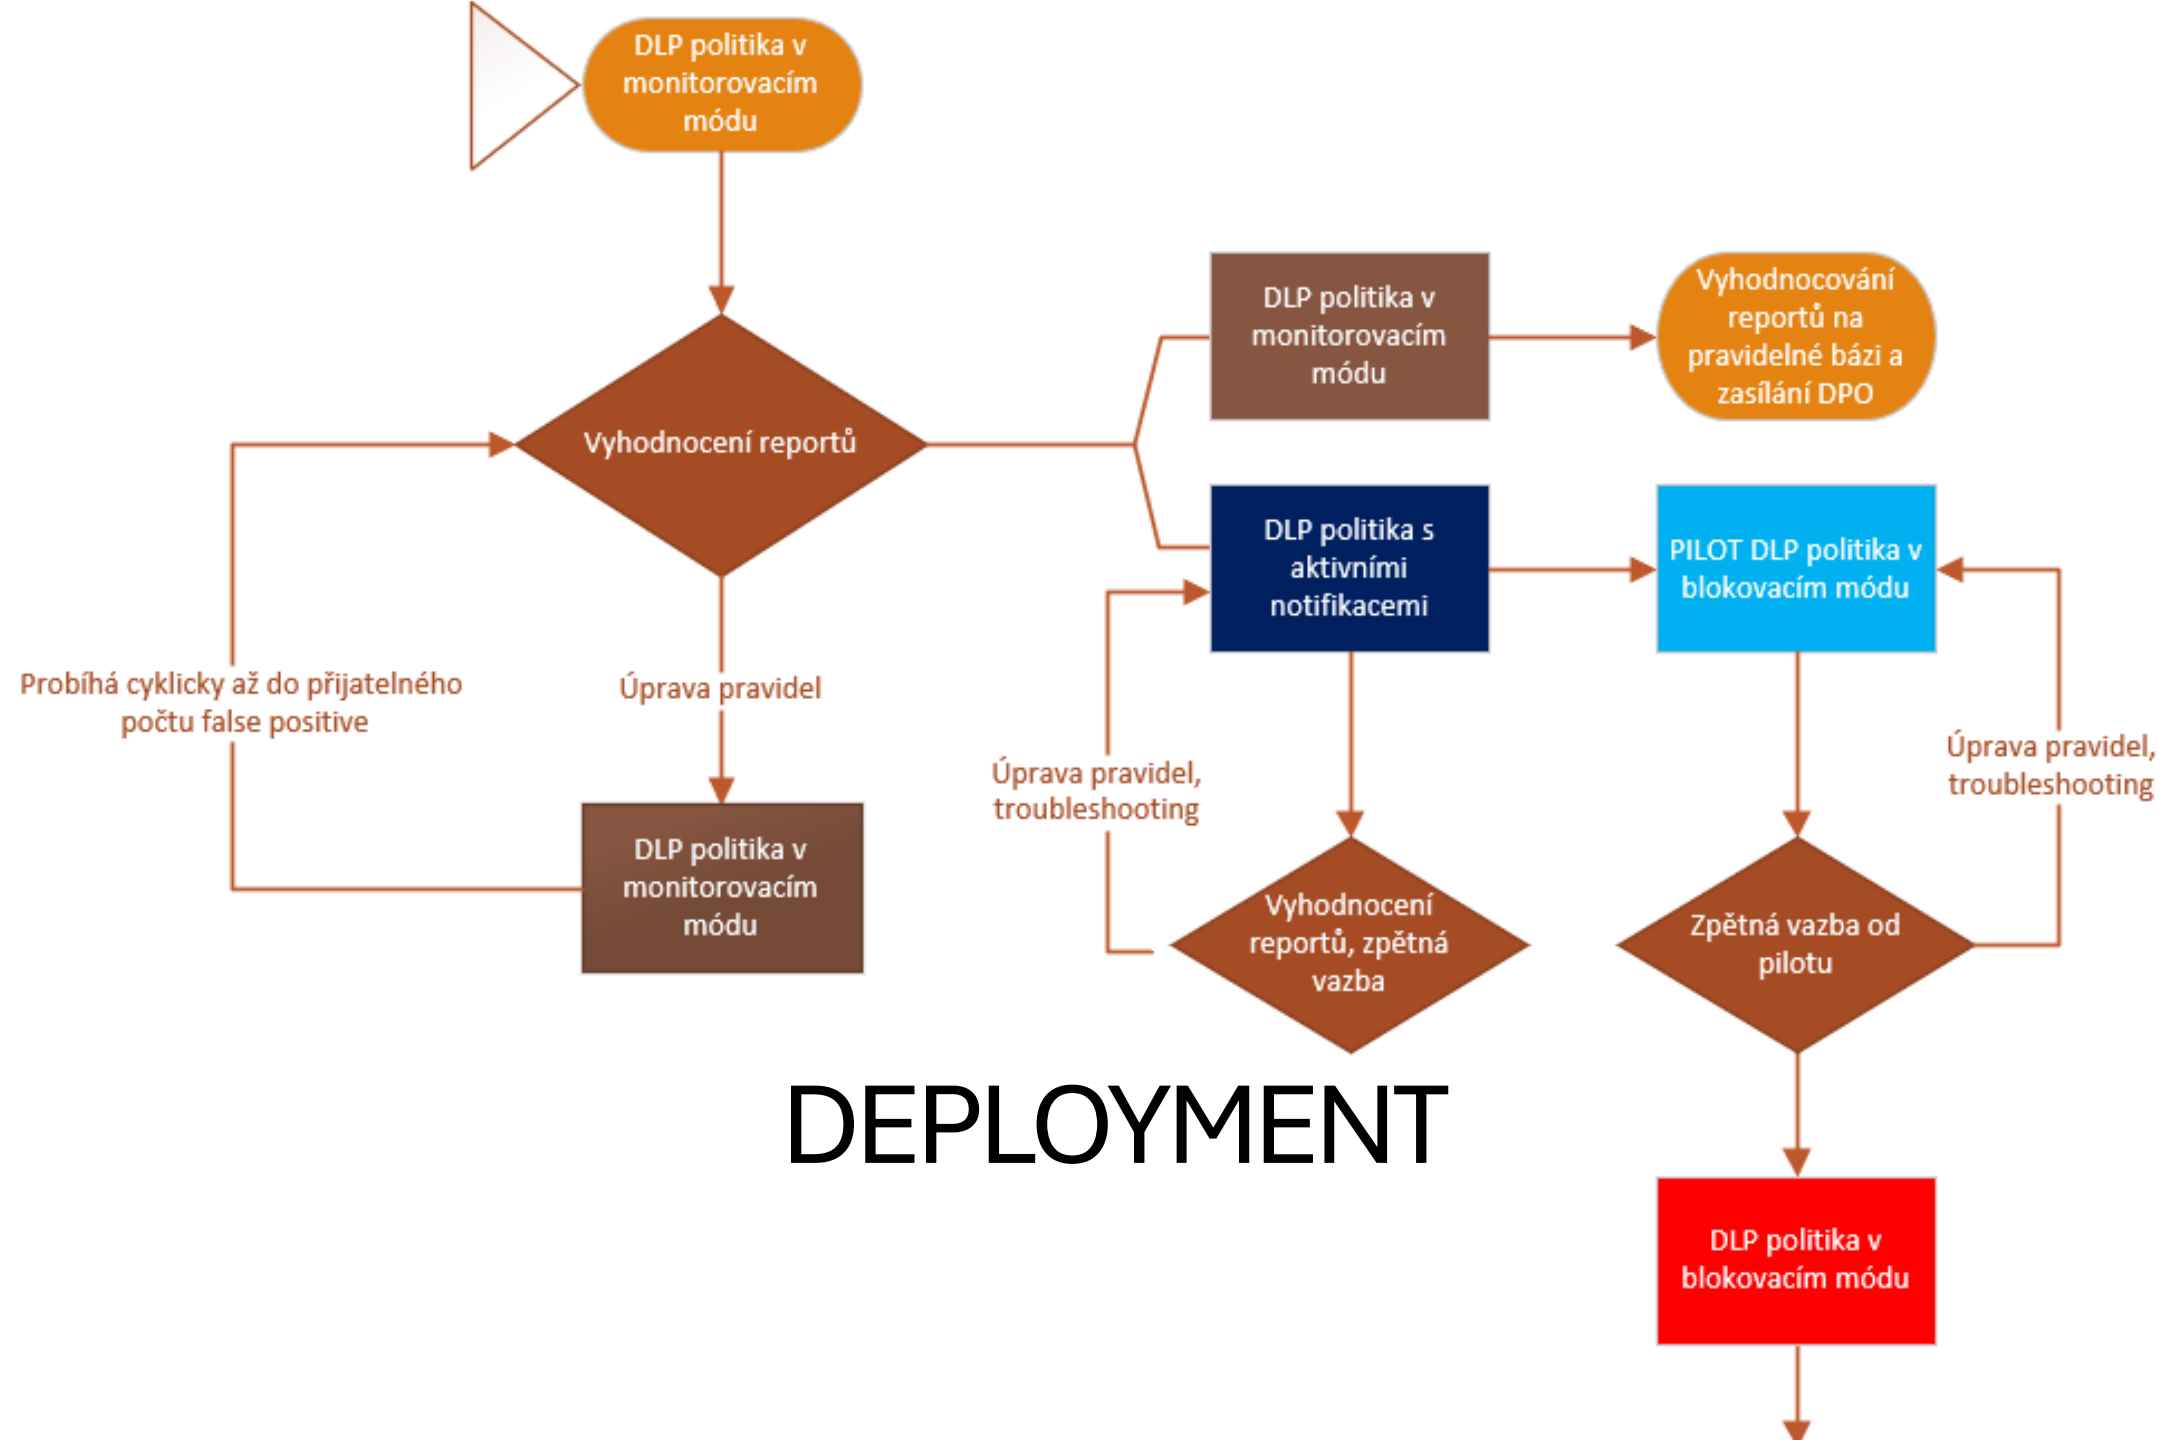 DLP politika v
monitorovacím
módu
Vyhodnocení reportů
DLP politika v
monitorovacím
módu
Vyhodnocování
reportů na
pravidelné bázi a
zasílání DPO
DLP politika s
aktivními
notifikacemi
PILOT DLP politika v
blokovacím módu
Probíhá cyklicky až do přijatelného
počtu false positive
Úprava pravidel
Úprava pravidel,
troubleshooting
Úprava pravidel,
troubleshooting
DLP politika v
monitorovacím
módu
Vyhodnocení
reportů, zpětná
vazba
Zpětná vazba od
pilotu
DEPLOYMENT
DLP politika v
blokovacím módu